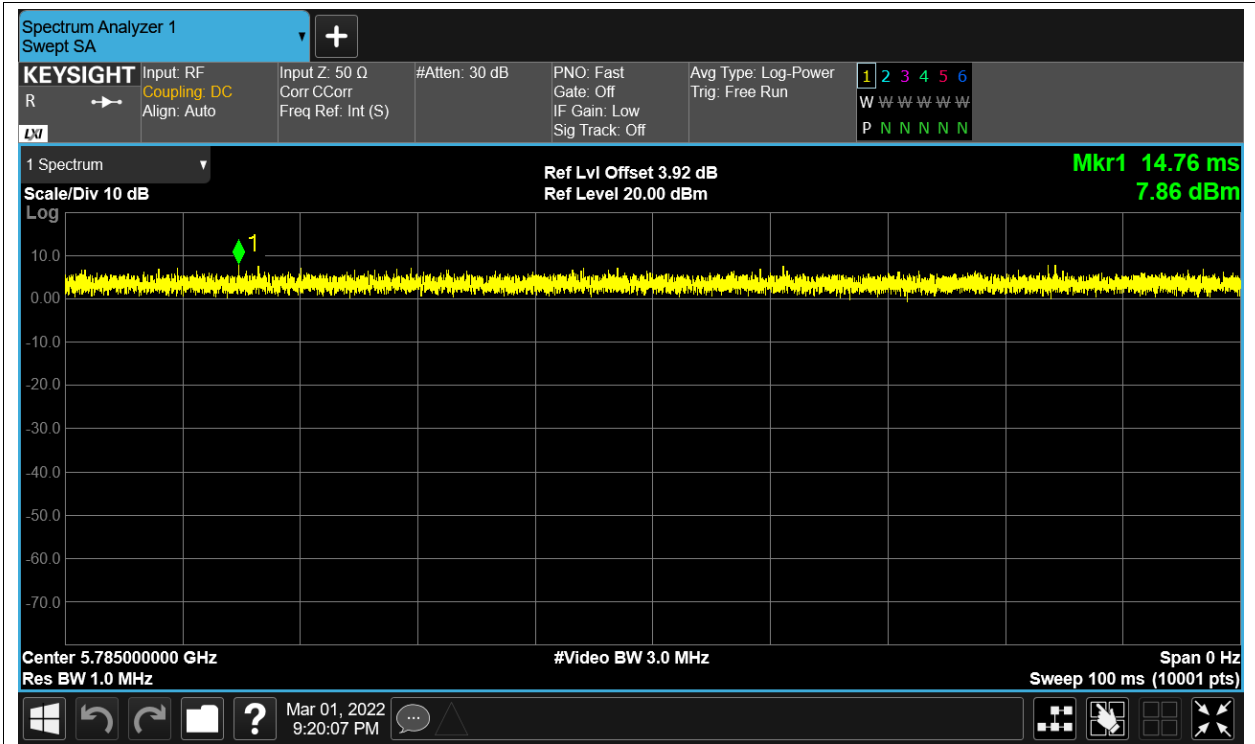 Spectrum Analyzer 1
Swept SA
KEYSIGHT
R
LXI
Input: RF
Coupling: DC
Align: Auto
Input Z: 50 Ω
Corr CCorr
Freq Ref: Int (S)
#Atten: 30 dB
PNO: Fast
Gate: Off
IF Gain: Low
Sig Track: Off
Avg Type: Log-Power
Trig: Free Run
1 2 3 4 5 6
W W W W W W
P N N N N N
1 Spectrum
Scale/Div 10 dB
Log
Ref Lvl Offset 3.92 dB
Ref Level 20.00 dBm
Mkr1 14.76 ms
7.86 dBm
1
10.0
0.00
-10.0
-20.0
-30.0
-40.0
-50.0
-60.0
-70.0
Center 5.785000000 GHz
#Video BW 3.0 MHz
Span 0 Hz
Res BW 1.0 MHz
Sweep 100 ms (10001 pts)
?
Mar 01, 2022
9:20:07 PM